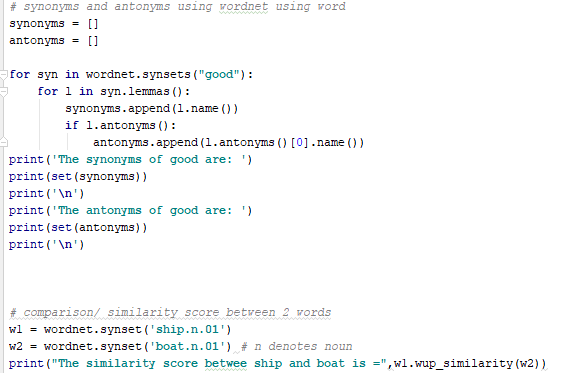 # synonyms and antonyms using wordnet using word
synonyms = []
antonyms = []
for syn in wordnet.synsets("good"):
    for l in syn.lemmas():
        synonyms.append(l.name())
        if l.antonyms():
            antonyms.append(l.antonyms()[0].name())
print('The synonyms of good are: ')
print(set(synonyms))
print('\n')
print('The antonyms of good are: ')
print(set(antonyms))
print('\n')
# comparison/ similarity score between 2 words
w1 = wordnet.synset('ship.n.01')
w2 = wordnet.synset('boat.n.01') # n denotes noun
print("The similarity score betwee ship and boat is =",w1.wup_similarity(w2))